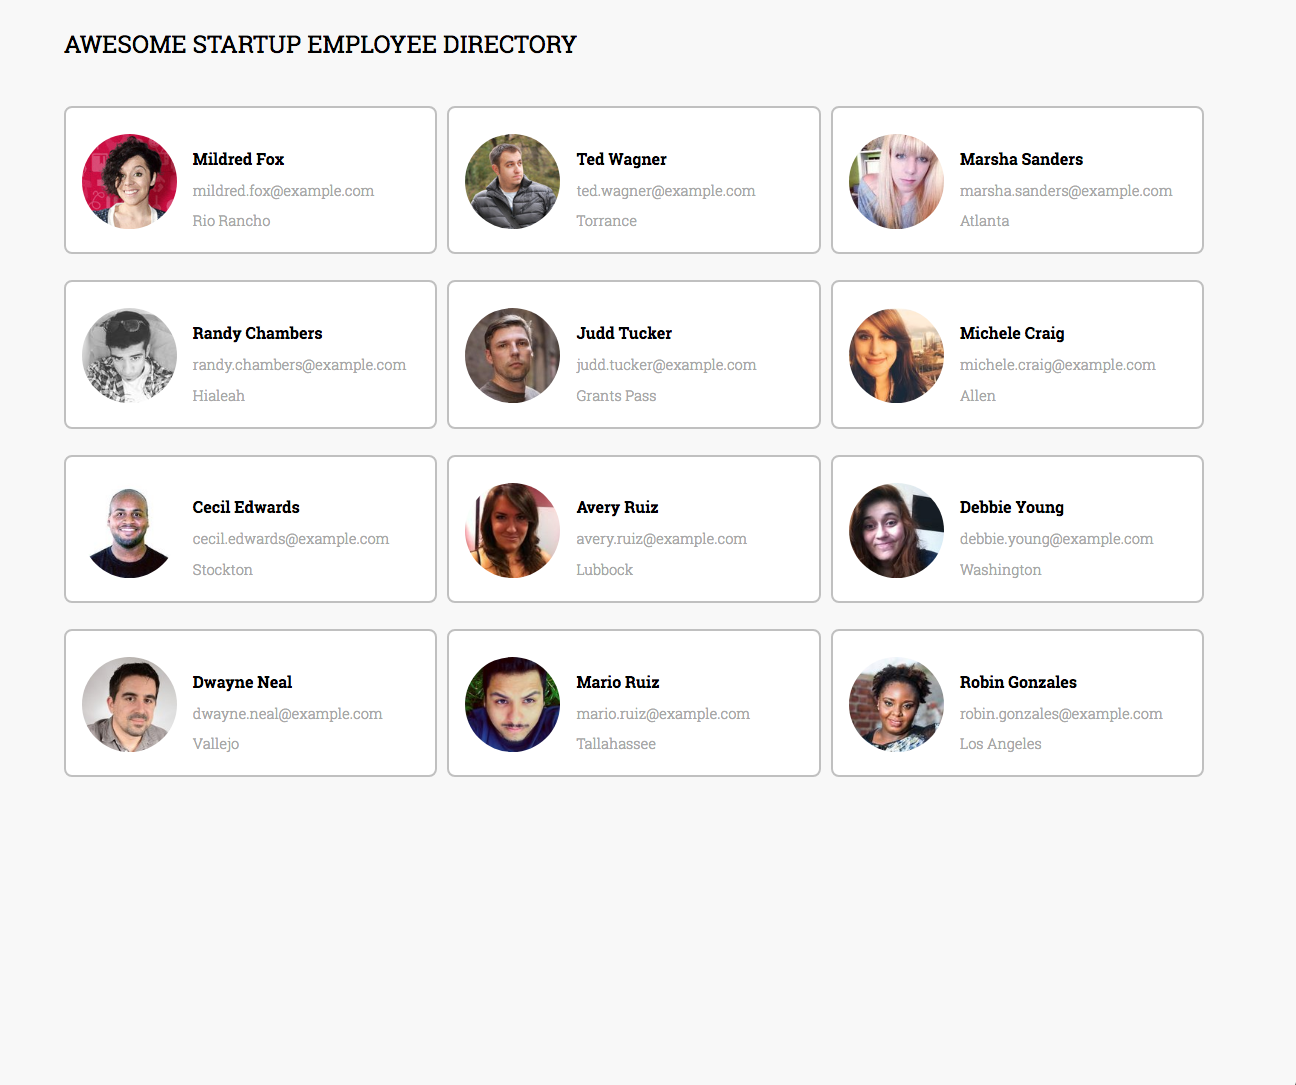 AWESOME STARTUP EMPLOYEE DIRECTORY
Mildred Fox
mildred.fox@example.com
Rio Rancho
Ted Wagner
ted.wagner@example.com
Torrance
Marsha Sanders
marsha.sanders@example.com
Atlanta
Randy Chambers
randy.chambers@example.com
Hialeah
Judd Tucker
judd.tucker@example.com
Grants Pass
Michele Craig
michele.craig@example.com
Allen
Cecil Edwards
cecil.edwards@example.com
Stockton
Avery Ruiz
avery.ruiz@example.com
Lubbock
Debbie Young
debbie.young@example.com
Washington
Dwayne Neal
dwayne.neal@example.com
Vallejo
Mario Ruiz
mario.ruiz@example.com
Tallahassee
Robin Gonzales
robin.gonzales@example.com
Los Angeles